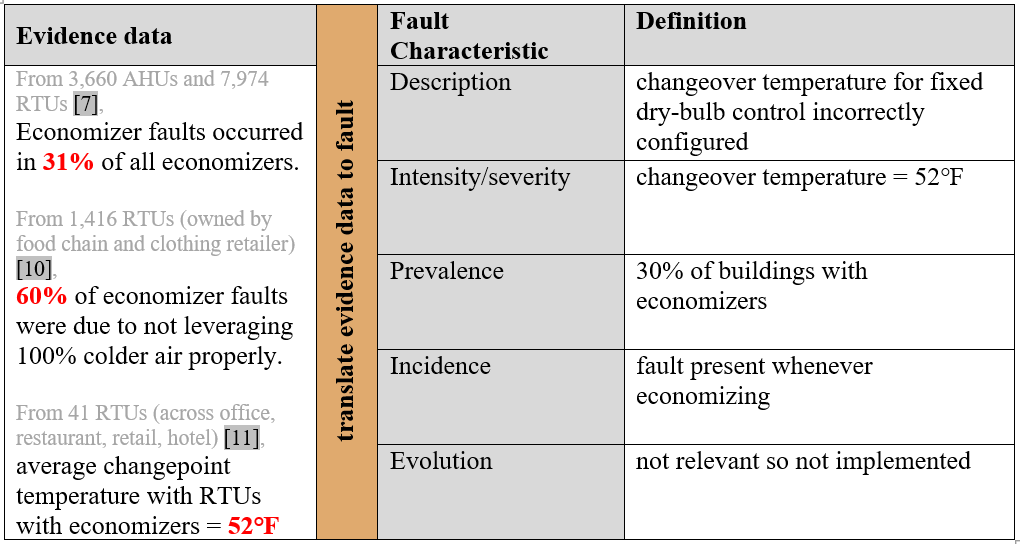 Evidence data
From 3,660 AHUs and 7,974
RTUs [7],
Economizer faults occurred
in 31% of all economizers.
From 1,416 RTUs (owned by
food chain and clothing retailer)
[10],
60% of economizer faults
were due to not leveraging
100% colder air properly.
From 41 RTUs (across office,
restaurant, retail, hotel) [11],
average changepoint
temperature with RTUs
with economizers = 52°F
translate evidence data to fault
Fault
Characteristic
Definition
Description
changeover temperature for fixed
dry-bulb control incorrectly
configured
Intensity/severity
changeover temperature = 52°F
Prevalence
30% of buildings with
economizers
Incidence
fault present whenever
economizing
Evolution
not relevant so not implemented